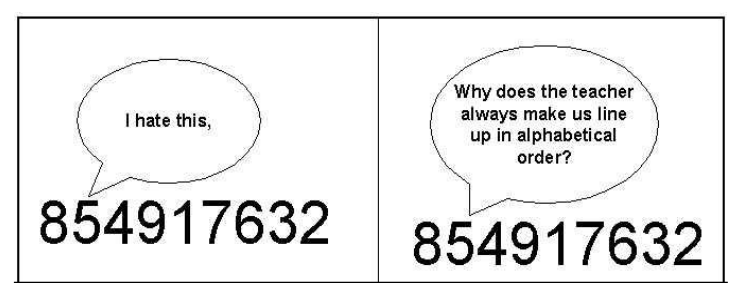 I hate this,
854917632
Why does the teacher
always make us line
up in alphabetical
order?
854917632